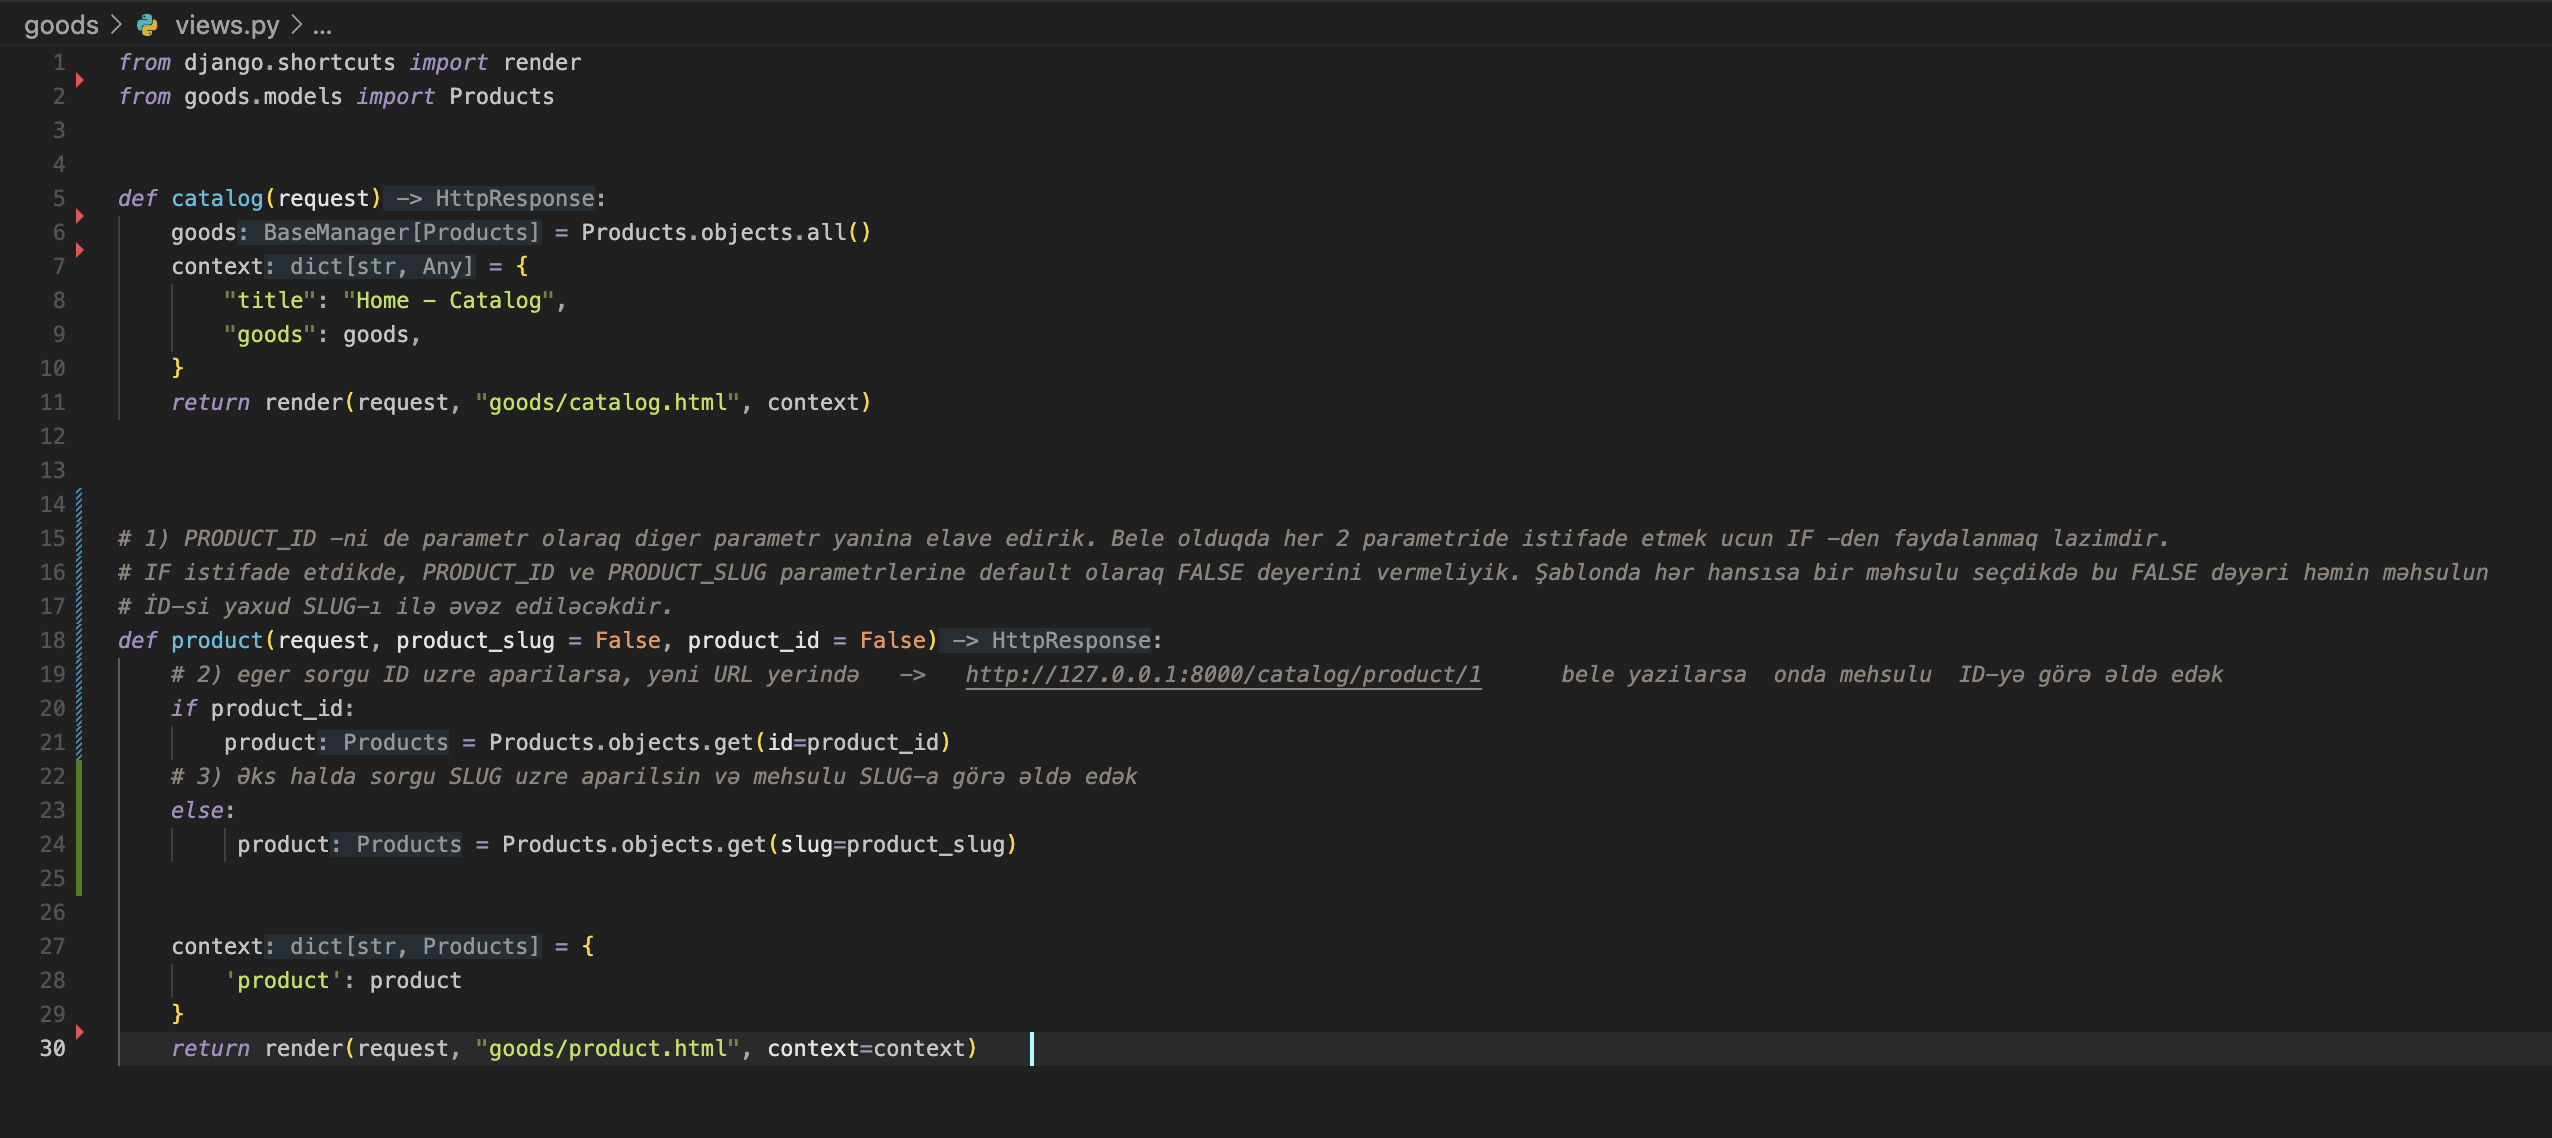 goods > views.py > ...
1 from django.shortcuts import render
2 from goods.models import Products
3
4
5 def catalog(request) -> HttpResponse:
6     goods: BaseManager[Products] = Products.objects.all()
7     context: dict[str, Any] = {
8         "title": "Home - Catalog",
9         "goods": goods,
10     }
11     return render(request, "goods/catalog.html", context)
12
13
14
15 # 1) PRODUCT_ID -ni de parametr olaraq diger parametr yanina elave edirik. Bele olduqda her 2 parametride istifade etmek ucun IF -den faydalanmaq lazimdir.
16 # IF istifade etdikde, PRODUCT_ID ve PRODUCT_SLUG parametrlerine default olaraq FALSE deyerini vermeliyik. Şablonda hər hansısa bir məhsulu seçdikdə bu FALSE dəyəri həmin məhsulun
17 # İD-si yaxud SLUG-ı ilə əvəz ediləcəkdir.
18 def product(request, product_slug = False, product_id = False) -> HttpResponse:
19     # 2) eger sorgu ID uzre aparilarsa, yəni URL yerində   ->   http://127.0.0.1:8000/catalog/product/1      bele yazilarsa  onda mehsulu  ID-yə görə əldə edək
20     if product_id:
21         product: Products = Products.objects.get(id=product_id)
22     # 3) Əks halda sorgu SLUG uzre aparilsin və mehsulu SLUG-a görə əldə edək
23     else:
24          product: Products = Products.objects.get(slug=product_slug)
25
26
27     context: dict[str, Products] = {
28         'product': product
29     }
30     return render(request, "goods/product.html", context=context)